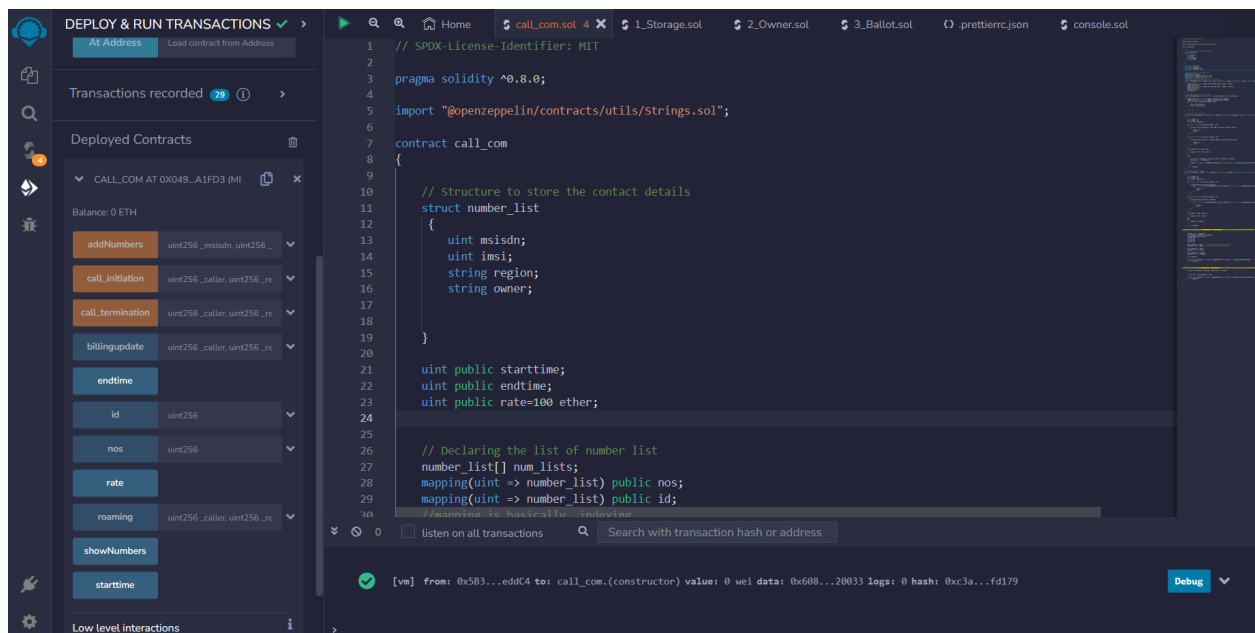 DEPLOY & RUN TRANSACTIONS
At Address Load contract from Address
Transactions recorded 29
Deployed Contracts
4
CALL_COM AT 0X049...A1FD3 (MI
Balance: 0 ETH
addNumbers uint256 _msisdn, uint256 _
call_initiation uint256 _caller, uint256 _re
call_termination uint256 _caller, uint256 _re
billingupdate uint256 _caller, uint256 _re
endtime
id uint256
nos uint256
rate
roaming uint256 _caller, uint256 _re
showNumbers
starttime
Low level interactions
Home call_com.sol 4 1_Storage.sol 2_Owner.sol 3_Ballot.sol .prettierrc.json console.sol
1 // SPDX-License-Identifier: MIT
2
3 pragma solidity ^0.8.0;
4
5 import "@openzeppelin/contracts/utils/Strings.sol";
6
7 contract call_com
8 {
9
10 // Structure to store the contact details
11 struct number_list
12 {
13 uint msisdn;
14 uint imsi;
15 string region;
16 string owner;
17
18
19 }
20
21 uint public starttime;
22 uint public endtime;
23 uint public rate=100 ether;
24
25
26 // Declaring the list of number list
27 number_list[] num_lists;
28 mapping(uint => number_list) public nos;
29 mapping(uint => number_list) public id;
30 //mapping is basically indexing
0 listen on all transactions Search with transaction hash or address
[vm] from: 0x5B3...eddC4 to: call_com.(constructor) value: 0 wei data: 0x608...20033 logs: 0 hash: 0xc3a...fd179
Debug
>